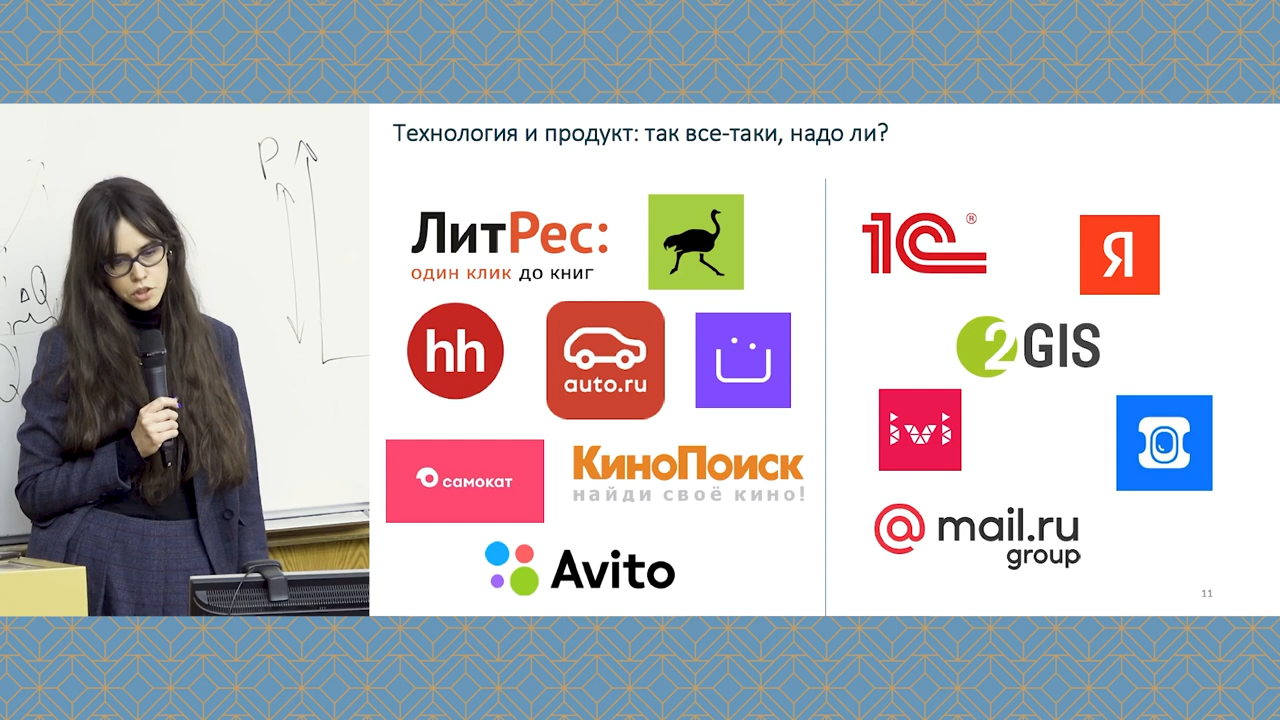 Технология и продукт: так все-таки, надо ли?
ЛитРес:
один клик до книг
hh
auto.ru
самокат
КиноПоиск
найди своё кино!
Avito
1С®
Я
2GIS
ivi
@mail.ru
group
11
P
ΔQ
Q